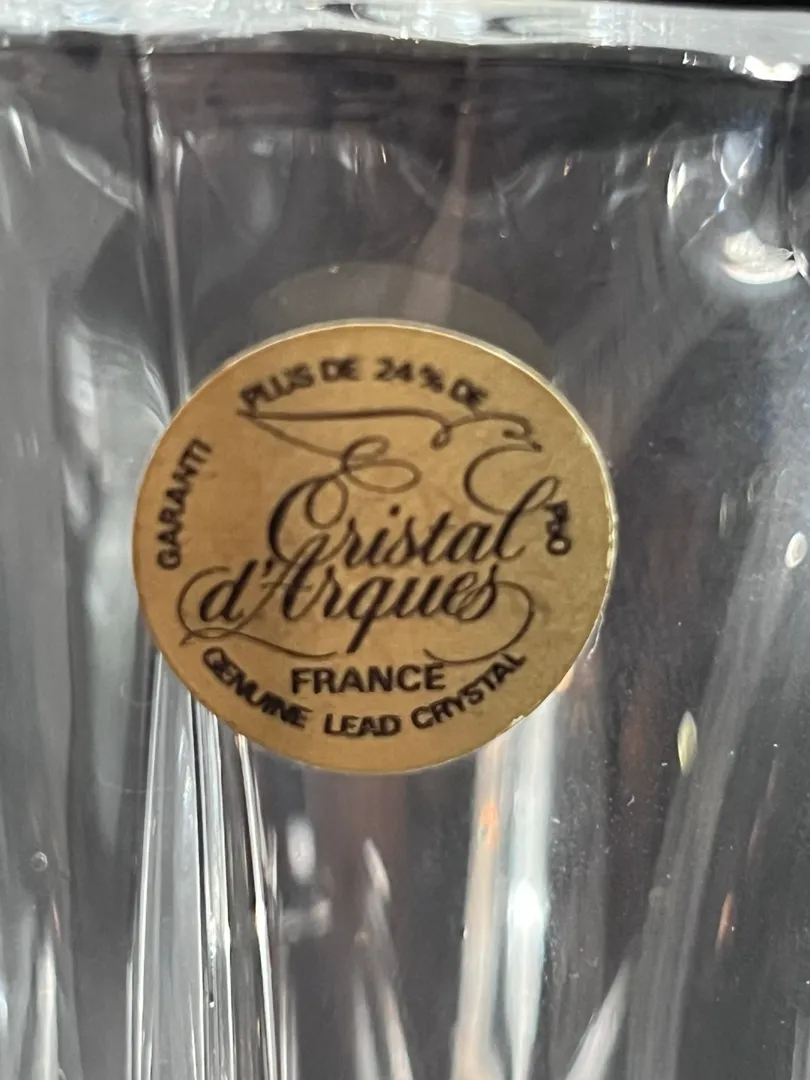 GARANTI PLUS DE 24% DE PbO
Cristal
d'Arques
FRANCE
GENUINE LEAD CRYSTAL